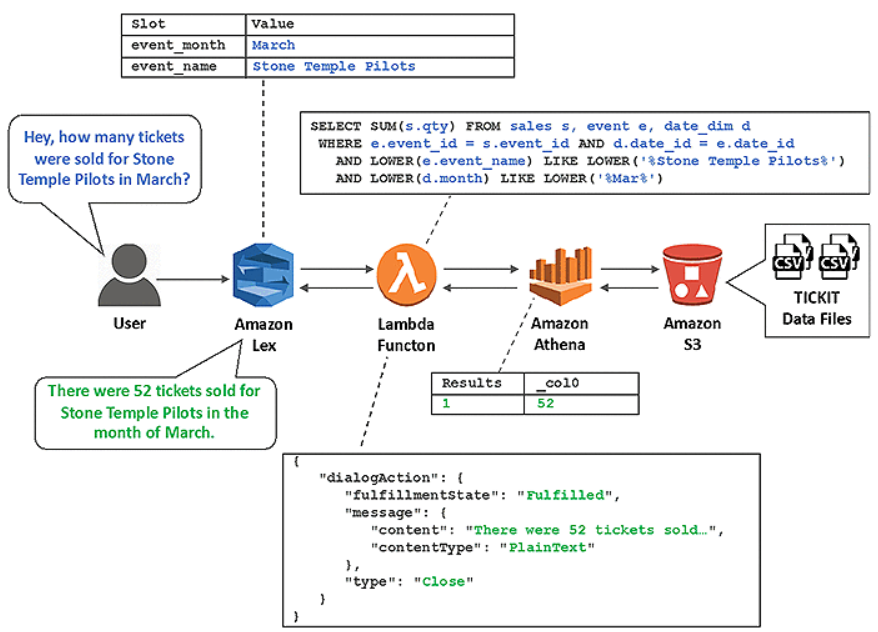 Slot Value
event_month March
event_name Stone Temple Pilots
Hey, how many tickets
were sold for Stone
Temple Pilots in March?
SELECT SUM(s.qty) FROM sales s, event e, date_dim d
WHERE e.event_id = s.event_id AND d.date_id = e.date_id
AND LOWER(e.event_name) LIKE LOWER('%Stone Temple Pilots%')
AND LOWER(d.month) LIKE LOWER('%Mar%')
User
Amazon
Lex
Lambda
Functon
Amazon
Athena
Amazon
S3
CSV CSV
TICKIT
Data Files
There were 52 tickets sold for
Stone Temple Pilots in the
month of March.
Results _col0
1 52
{
"dialogAction": {
"fulfillmentState": "Fulfilled",
"message": {
"content": "There were 52 tickets sold…",
"contentType": "PlainText"
},
"type": "Close"
}
}